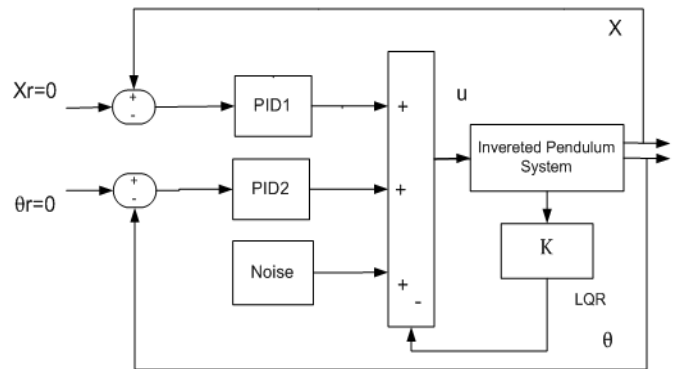 X
Xr=0
+
-
PID1
+
u
Invereted Pendulum
System
θr=0
+
-
PID2
+
K
Noise
+
-
LQR
θ